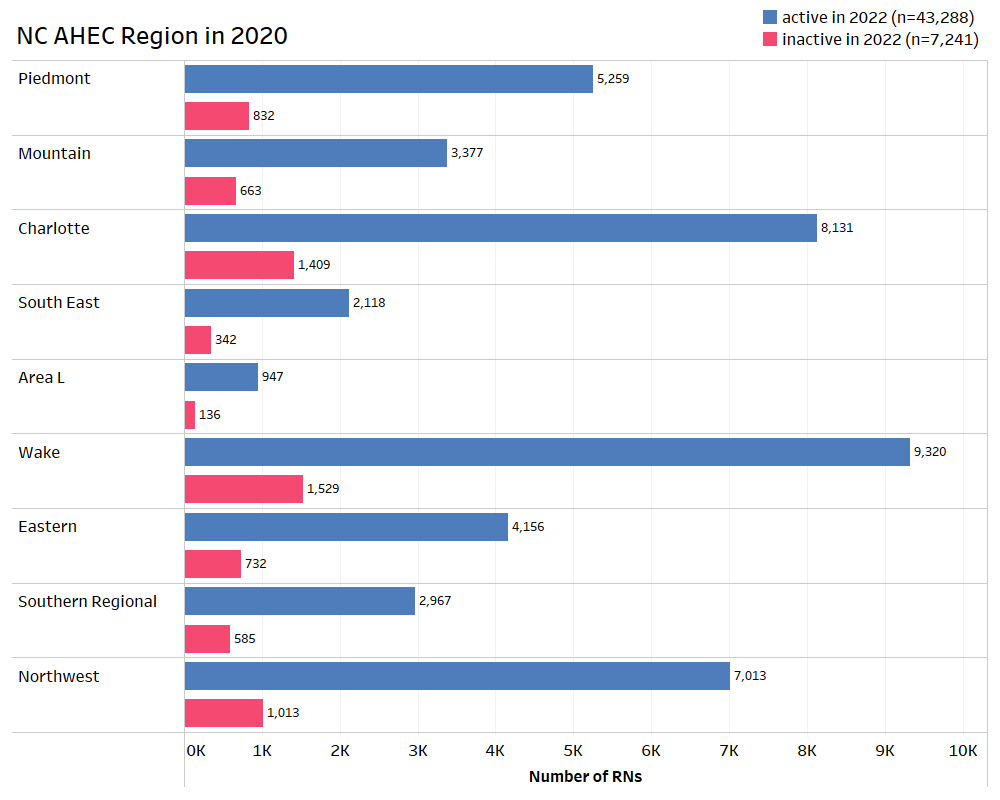 NC AHEC Region in 2020
active in 2022 (n=43,288)
inactive in 2022 (n=7,241)
Piedmont
5,259
832
Mountain
3,377
663
Charlotte
8,131
1,409
South East
2,118
342
Area L
947
136
Wake
9,320
1,529
Eastern
4,156
732
Southern Regional
2,967
585
Northwest
7,013
1,013
0K 1K 2K 3K 4K 5K 6K 7K 8K 9K 10K
Number of RNs